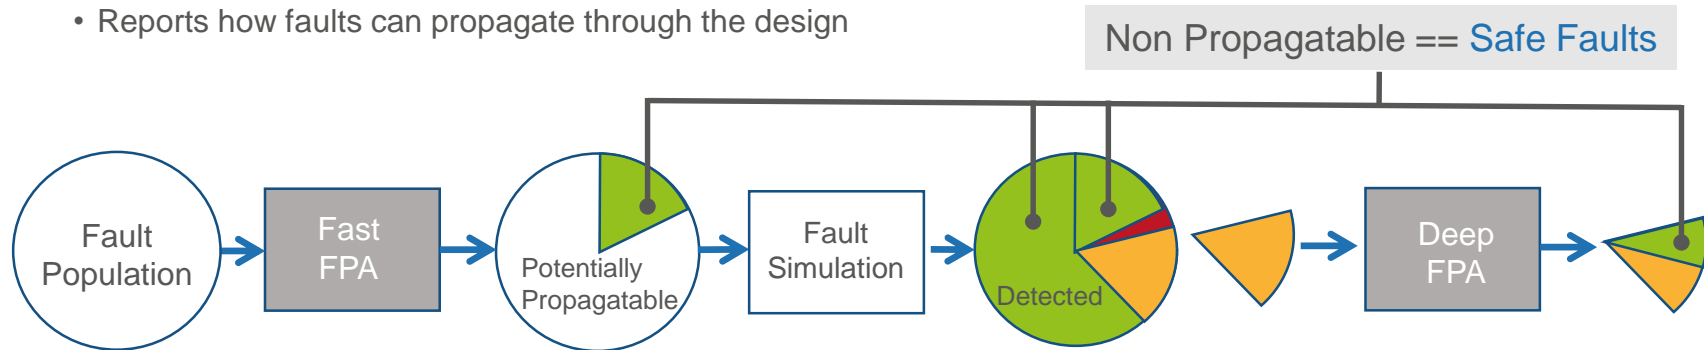 • Reports how faults can propagate through the design
Non Propagatable == Safe Faults
Fault
Population
Fast
FPA
Potentially
Propagatable
Fault
Simulation
Detected
Deep
FPA